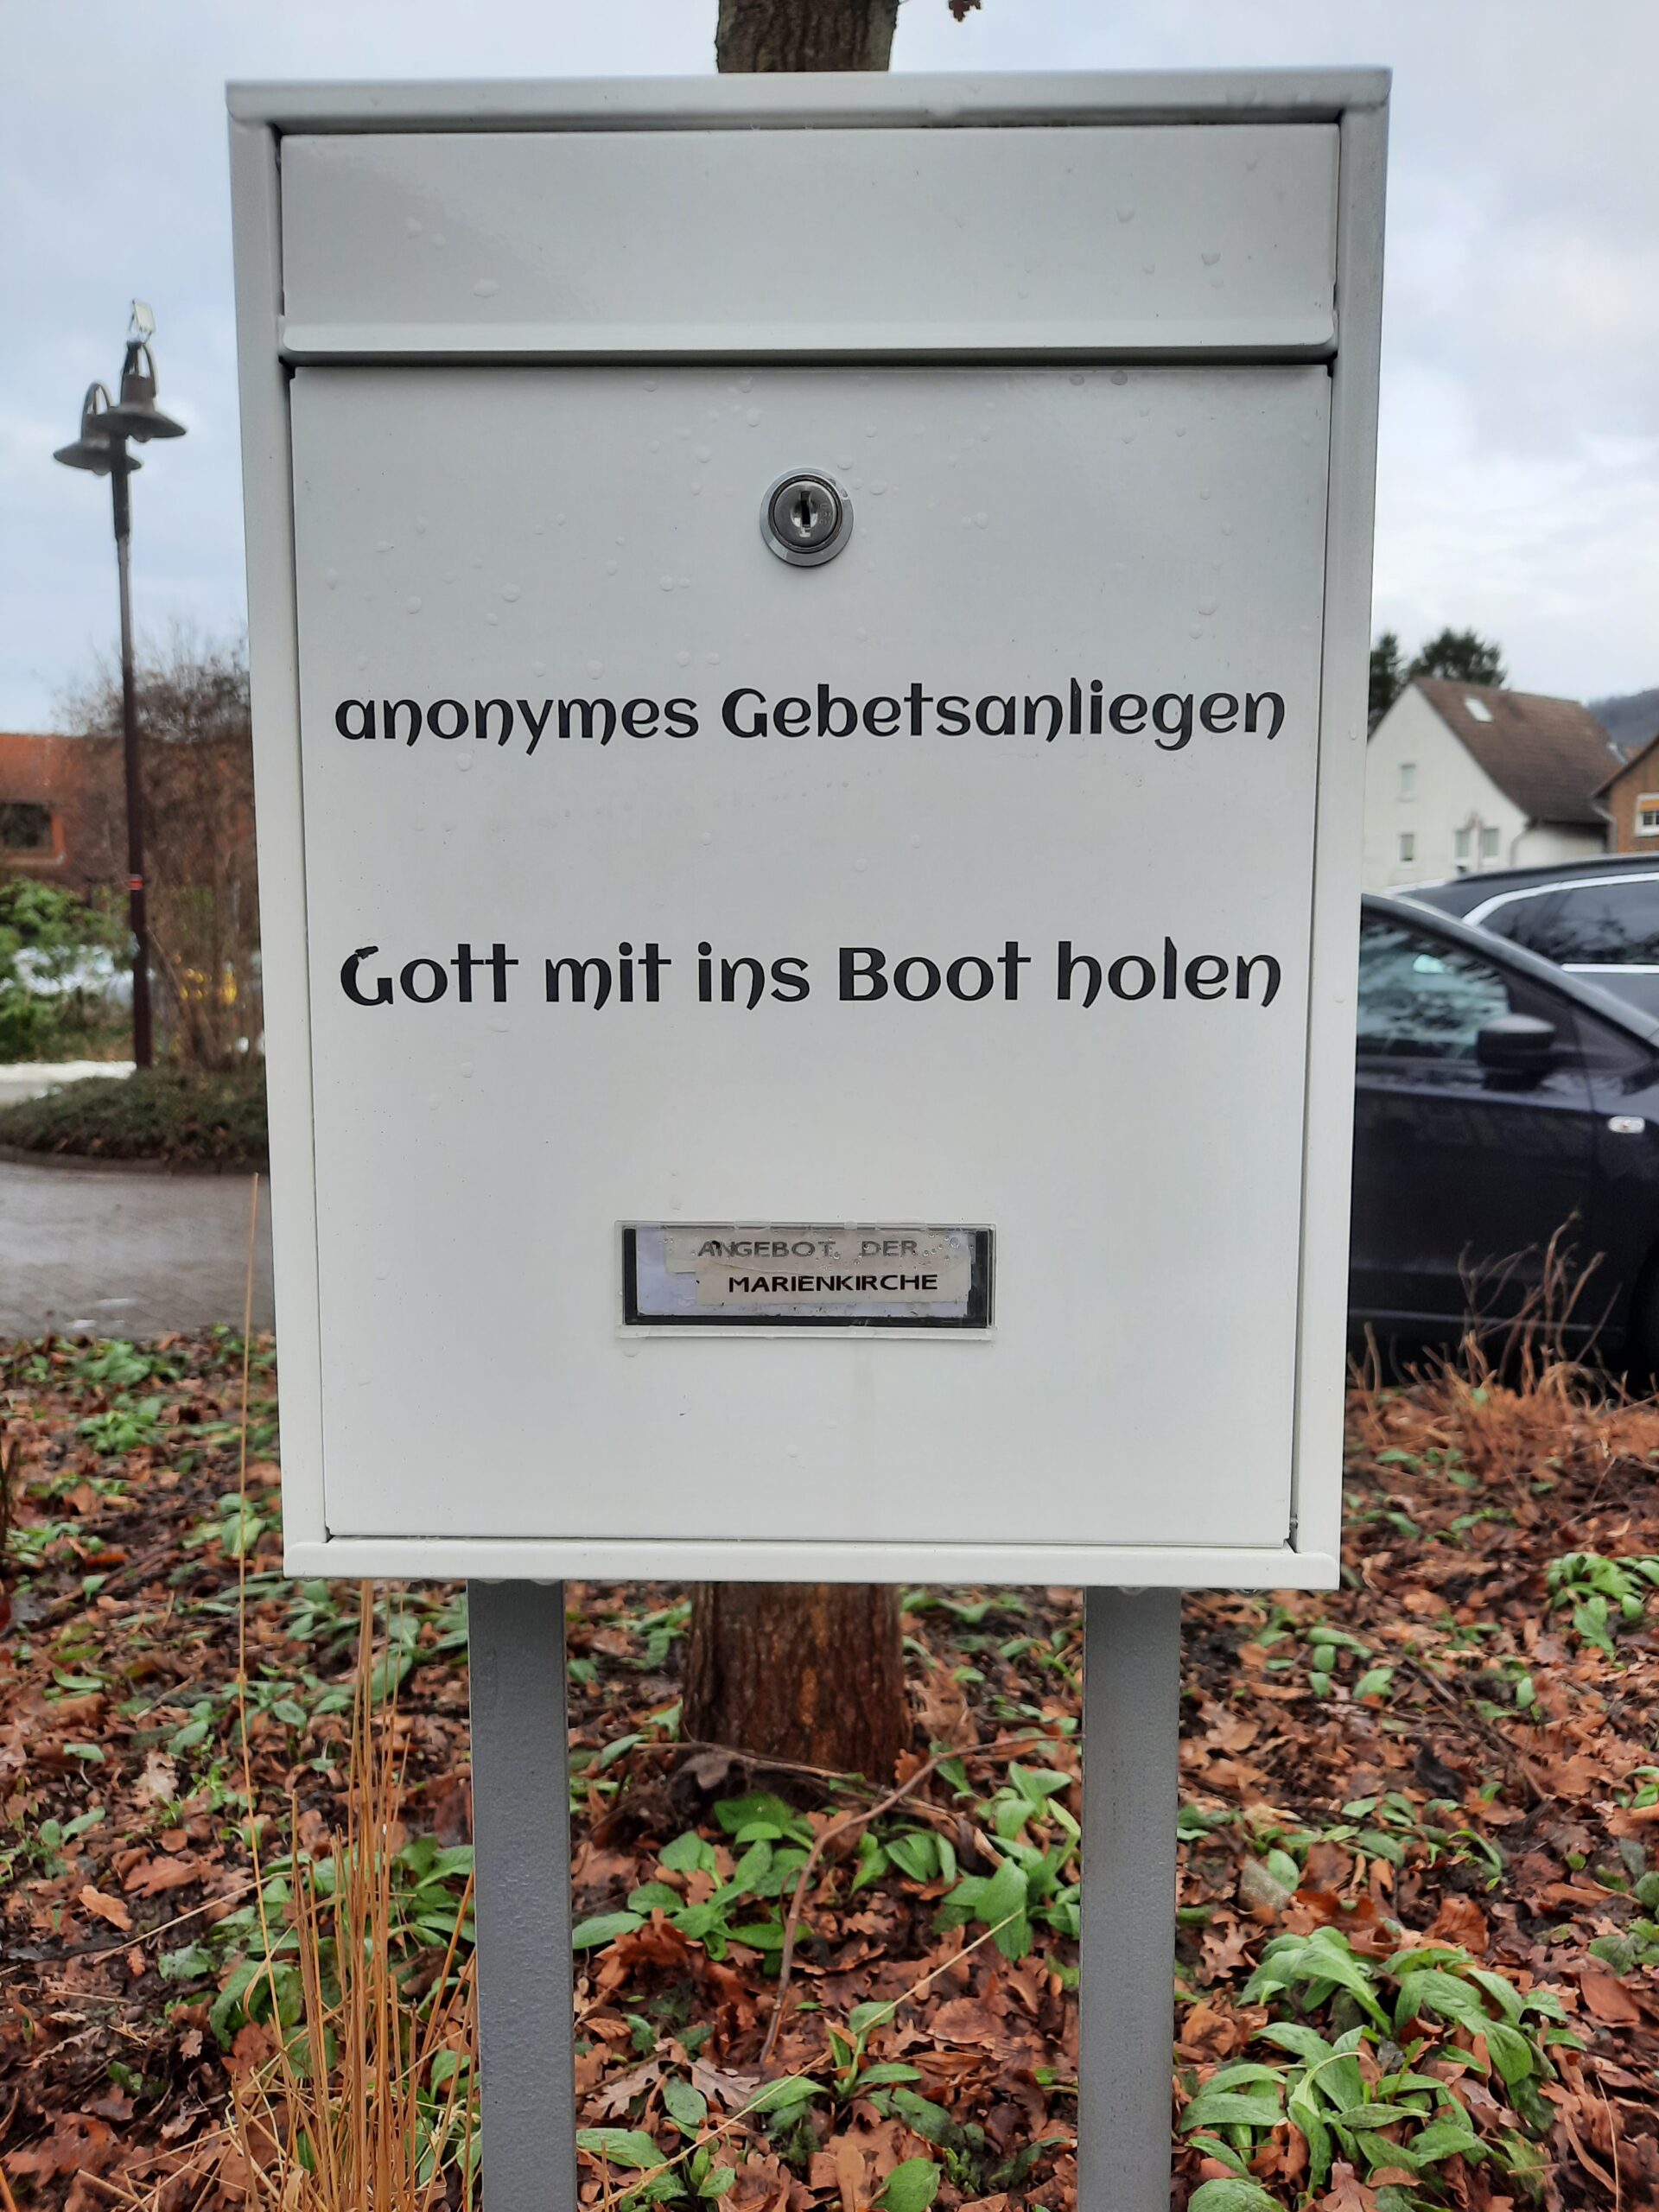 anonymes Gebetsanliegen
Gott mit ins Boot holen
ANGEBOT DER
MARIENKIRCHE